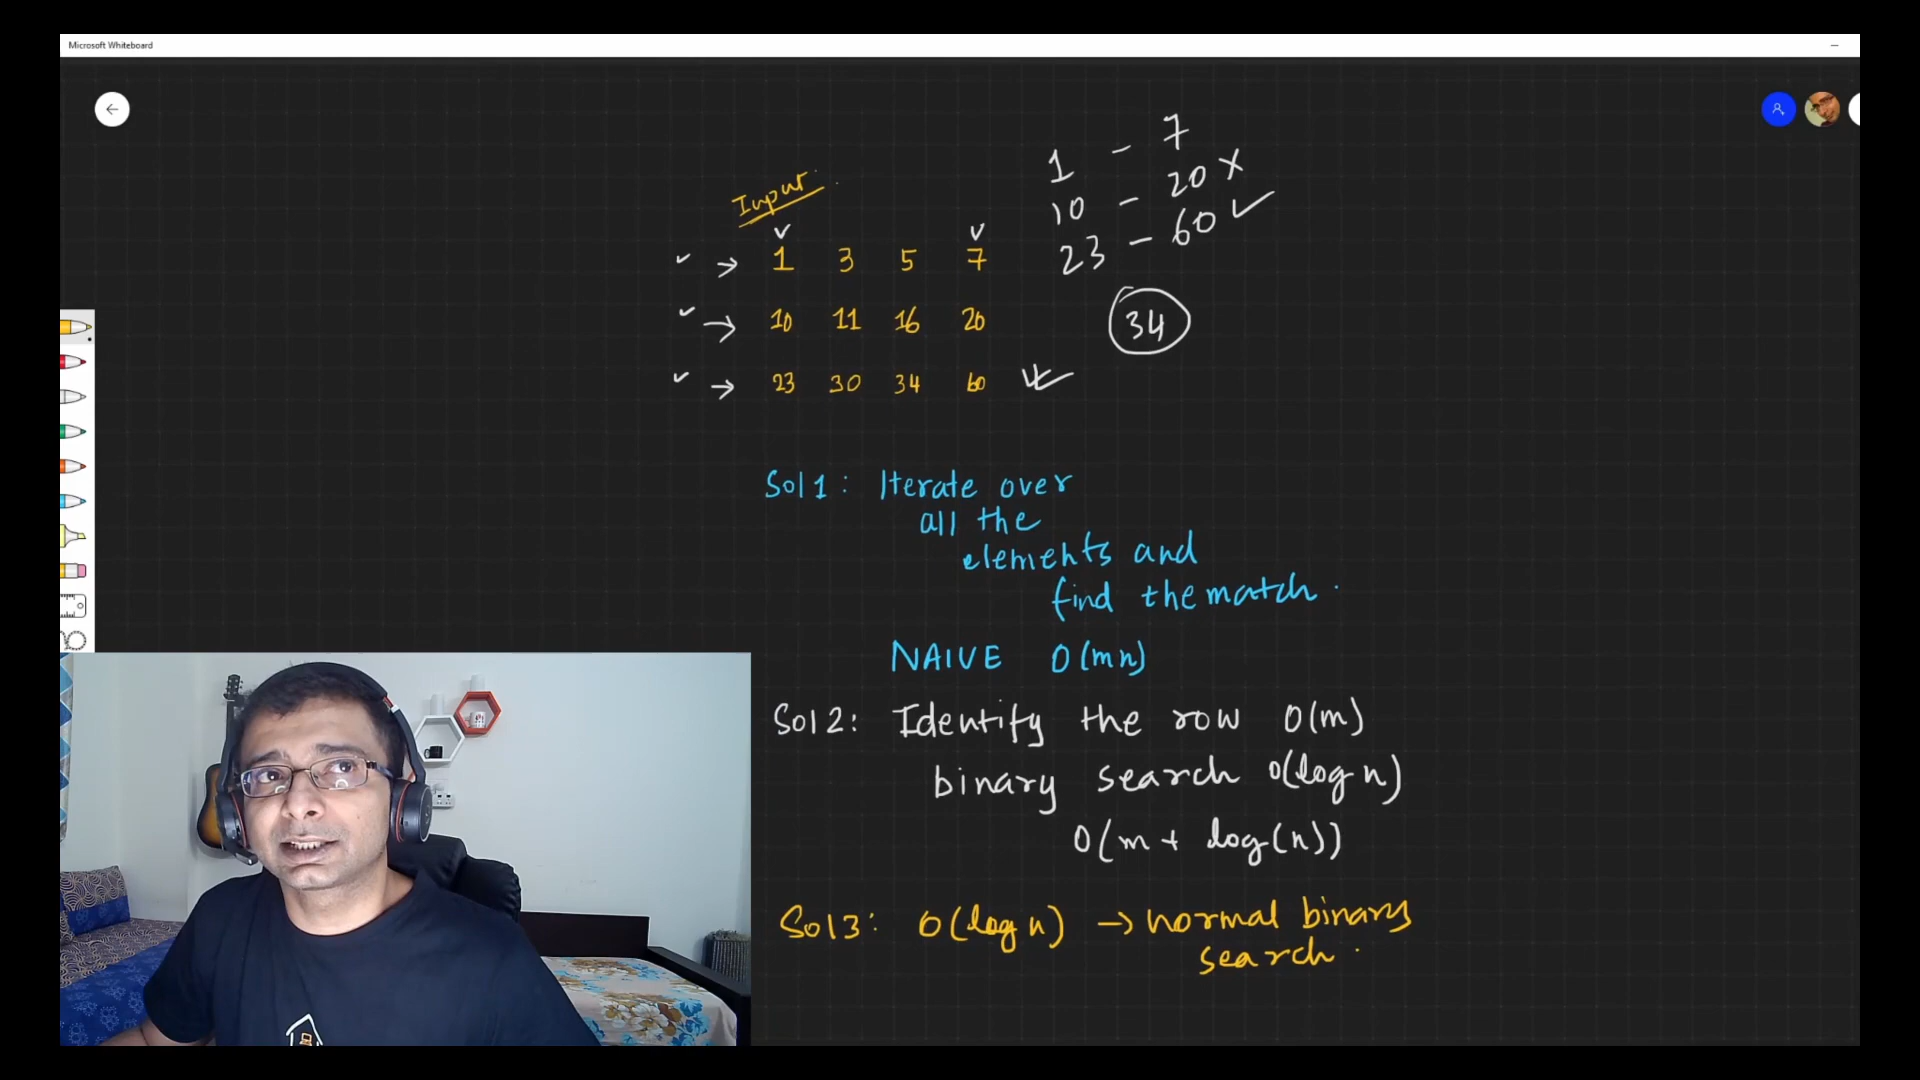 Microsoft Whiteboard
Input
1 3 5 7
10 11 16 20
23 30 34 60
1 - 7
10 - 20 X
23 - 60
34
Sol 1: Iterate over
all the
elements and
find the match.
NAIVE O(mn)
Sol 2: Identify the row O(m)
binary search O(log n)
O(m + log(n))
Sol 3: O(log n) → normal binary
search.